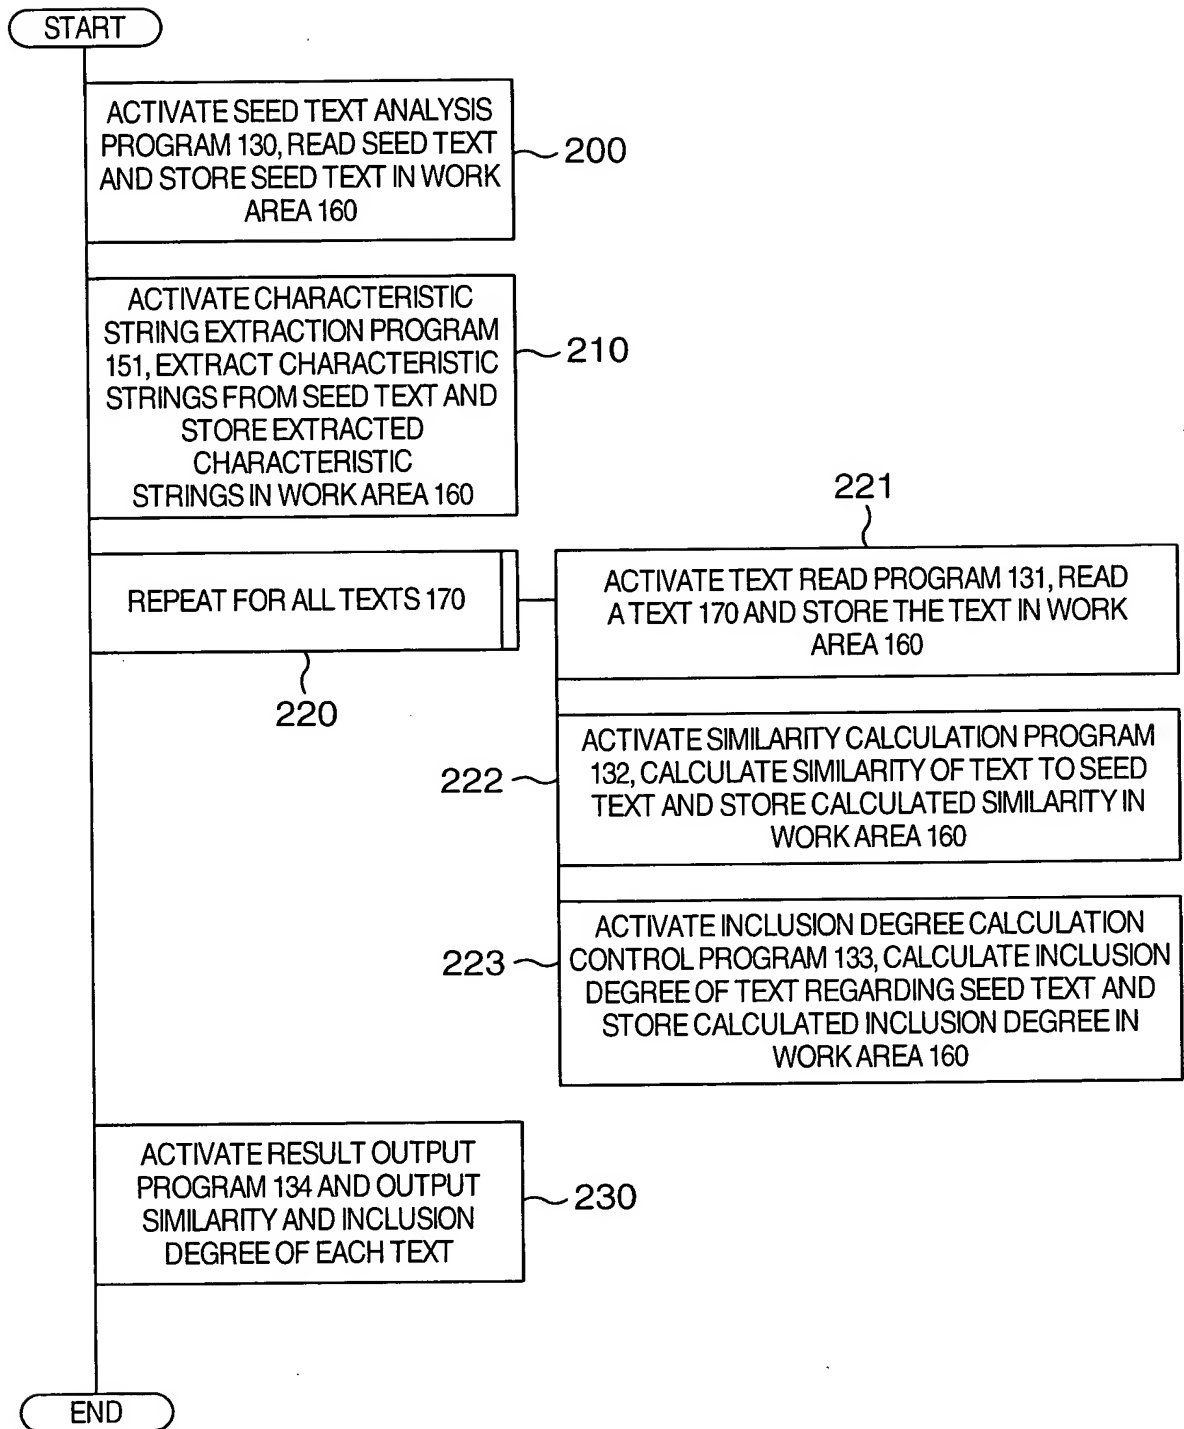 START
ACTIVATE SEED TEXT ANALYSIS
PROGRAM 130, READ SEED TEXT
AND STORE SEED TEXT IN WORK
AREA 160
200
ACTIVATE CHARACTERISTIC
STRING EXTRACTION PROGRAM
151, EXTRACT CHARACTERISTIC
STRINGS FROM SEED TEXT AND
STORE EXTRACTED
CHARACTERISTIC
STRINGS IN WORK AREA 160
210
REPEAT FOR ALL TEXTS 170
220
221
ACTIVATE TEXT READ PROGRAM 131, READ
A TEXT 170 AND STORE THE TEXT IN WORK
AREA 160
ACTIVATE SIMILARITY CALCULATION PROGRAM
132, CALCULATE SIMILARITY OF TEXT TO SEED
TEXT AND STORE CALCULATED SIMILARITY IN
WORK AREA 160
222
ACTIVATE INCLUSION DEGREE CALCULATION
CONTROL PROGRAM 133, CALCULATE INCLUSION
DEGREE OF TEXT REGARDING SEED TEXT AND
STORE CALCULATED INCLUSION DEGREE IN
WORK AREA 160
223
ACTIVATE RESULT OUTPUT
PROGRAM 134 AND OUTPUT
SIMILARITY AND INCLUSION
DEGREE OF EACH TEXT
230
END